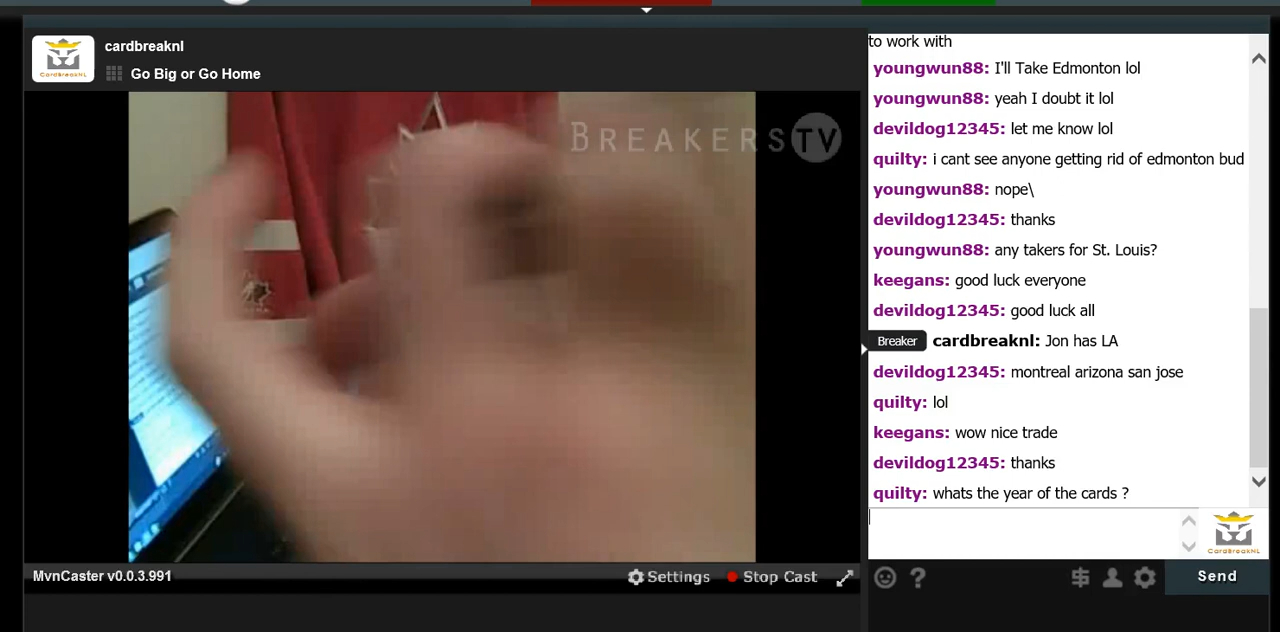 cardbreaknl
Go Big or Go Home
CardBreakNL
BREAKERSTV
to work with
youngwun88: I'll Take Edmonton lol
youngwun88: yeah I doubt it lol
devildog12345: let me know lol
quilty: i cant see anyone getting rid of edmonton bud
youngwun88: nope\
devildog12345: thanks
youngwun88: any takers for St. Louis?
keegans: good luck everyone
devildog12345: good luck all
Breaker cardbreaknl: Jon has LA
devildog12345: montreal arizona san jose
quilty: lol
keegans: wow nice trade
devildog12345: thanks
quilty: whats the year of the cards ?
CardBreakNL
MvnCaster v0.0.3.991
Settings
Stop Cast
?
Send